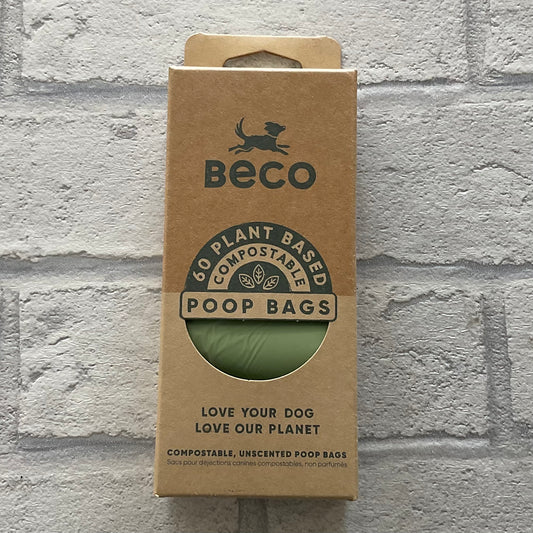 BeCO
60 PLANT BASED
COMPOSTABLE
POOP BAGS
LOVE YOUR DOG
LOVE OUR PLANET
COMPOSTABLE, UNSCENTED POOP BAGS
Sacs pour déjections canines compostables, non parfumés